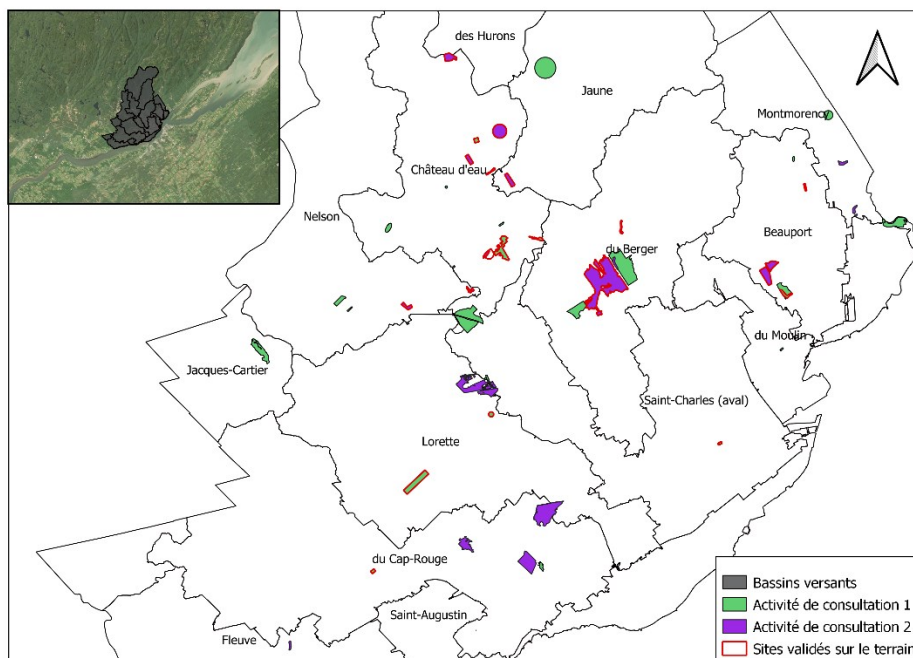 des Hurons
Jaune
Montmorency
Château d'eau
Nelson
du Berger
Beauport
du Moulin
Jacques-Cartier
Saint-Charles (aval)
Lorette
du Cap-Rouge
Saint-Augustin
Fleuve
Bassins versants
Activité de consultation 1
Activité de consultation 2
Sites validés sur le terrain